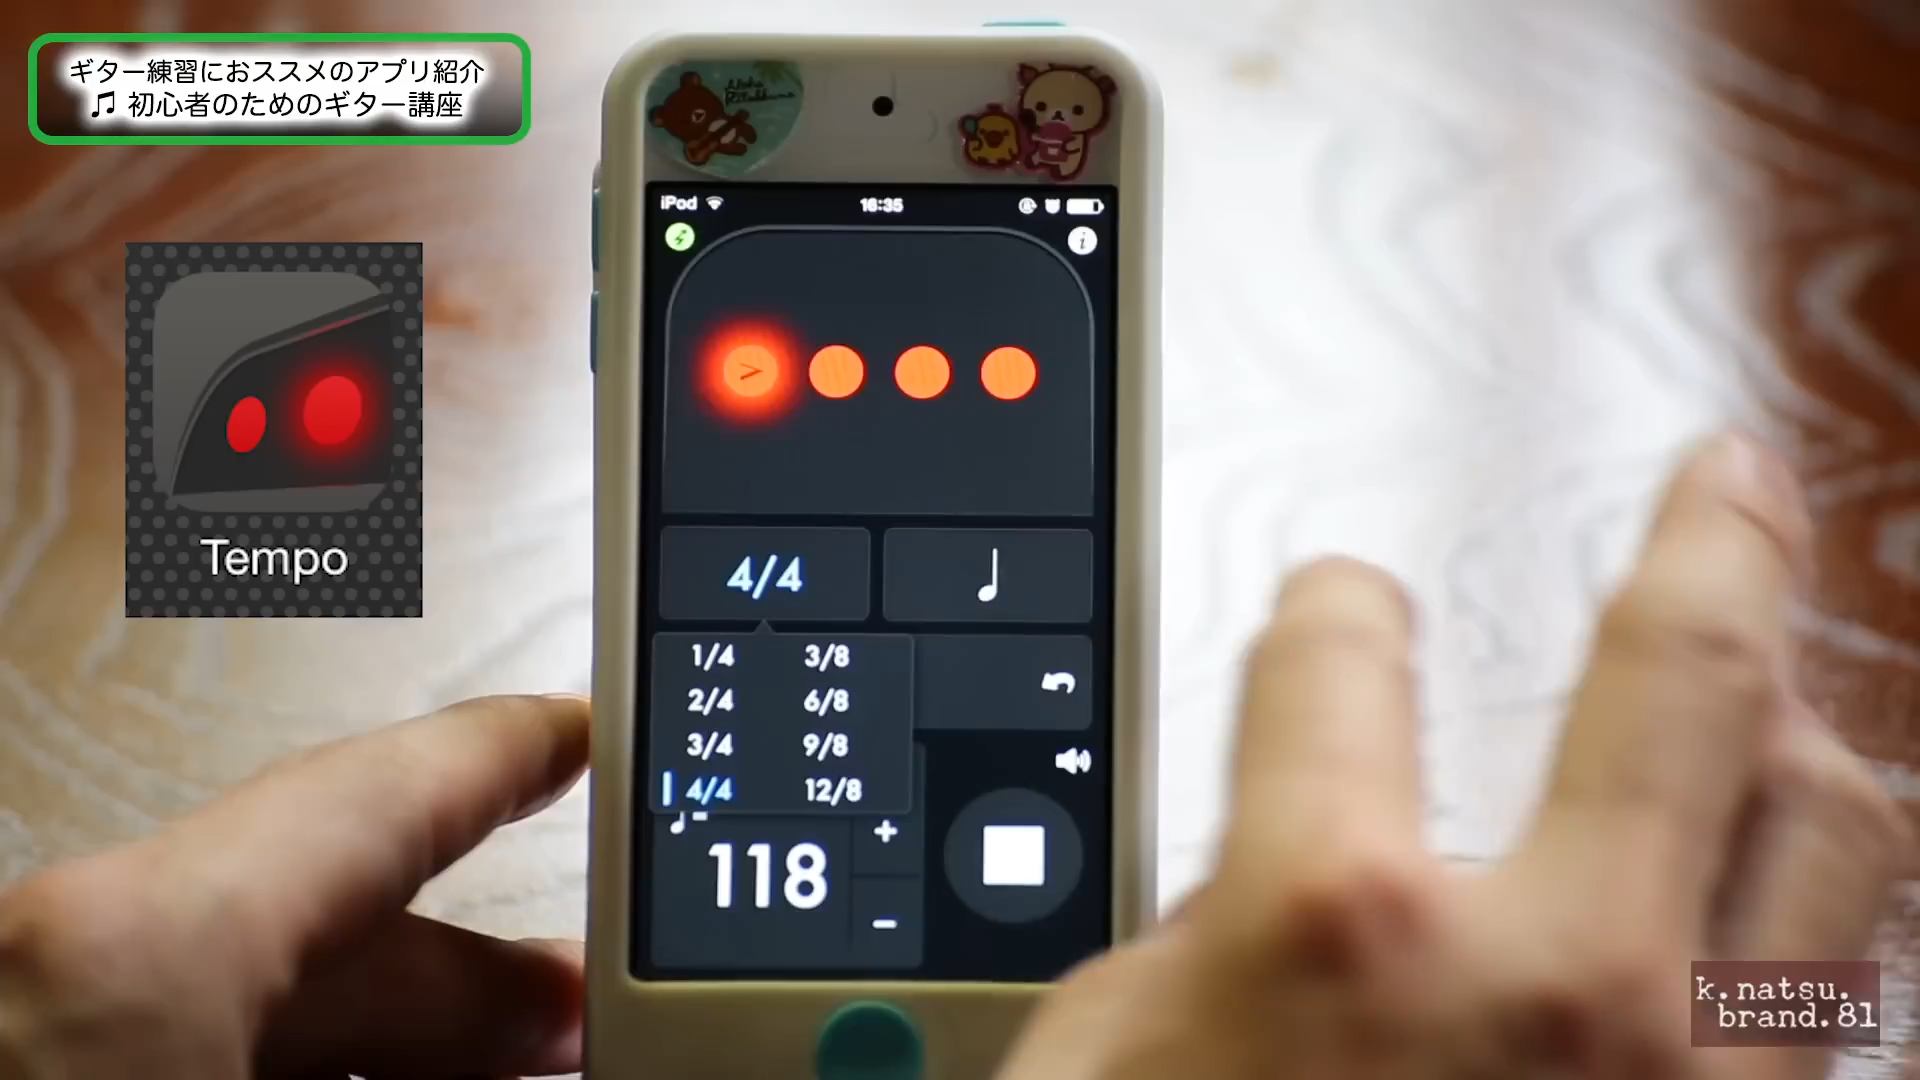 ギター練習におススメのアプリ紹介
♫ 初心者のためのギター講座
Aloha
Rilakkuma
iPod
16:35
Tempo
4/4
1/4 3/8
2/4 6/8
3/4 9/8
4/4 12/8
118
k.natsu.
brand.81